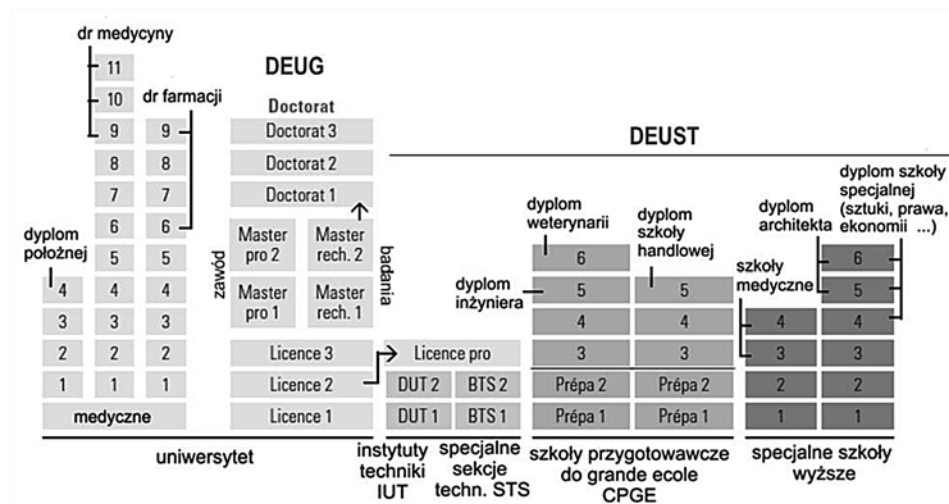 dr medycyny
11
10
9
8
7
6
5
4
3
2
1
dr farmacji
9
8
7
6
5
4
3
2
1
dyplom
położnej
4
3
2
1
medyczne
DEUG
Doctorat
Doctorat 3
Doctorat 2
Doctorat 1
zawód
Master
pro 2
Master
rech. 2
badania
Master
pro 1
Master
rech. 1
Licence 3
Licence 2
Licence 1
uniwersytet
DEUST
Licence pro
DUT 2
BTS 2
DUT 1
BTS 1
instytuty
techniki
IUT
specjalne
sekcje
techn. STS
dyplom
weterynarii
6
dyplom
inżyniera
5
4
3
Prépa 2
Prépa 1
dyplom
szkoły
handlowej
5
4
3
Prépa 2
Prépa 1
szkoły przygotowawcze
do grande ecole
CPGE
szkoły
medyczne
4
3
2
1
dyplom
architekta
dyplom szkoły
specjalnej
(sztuki, prawa,
ekonomii ...)
6
5
4
3
2
1
specjalne szkoły
wyższe